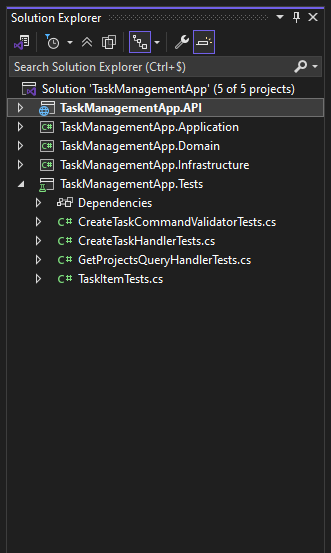 Solution Explorer
Search Solution Explorer (Ctrl+$)
Solution 'TaskManagementApp' (5 of 5 projects)
TaskManagementApp.API
C# TaskManagementApp.Application
C# TaskManagementApp.Domain
C# TaskManagementApp.Infrastructure
TaskManagementApp.Tests
Dependencies
C# CreateTaskCommandValidatorTests.cs
C# CreateTaskHandlerTests.cs
C# GetProjectsQueryHandlerTests.cs
C# TaskItemTests.cs